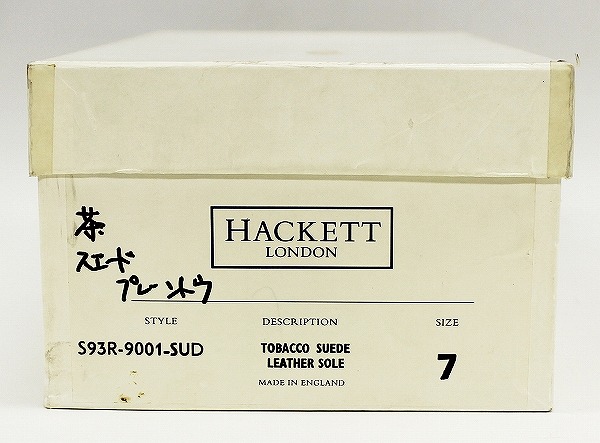 HACKETT
LONDON
茶
スエード
プレーントウ
STYLE DESCRIPTION SIZE
S93R-9001-SUD TOBACCO SUEDE 7
LEATHER SOLE
MADE IN ENGLAND